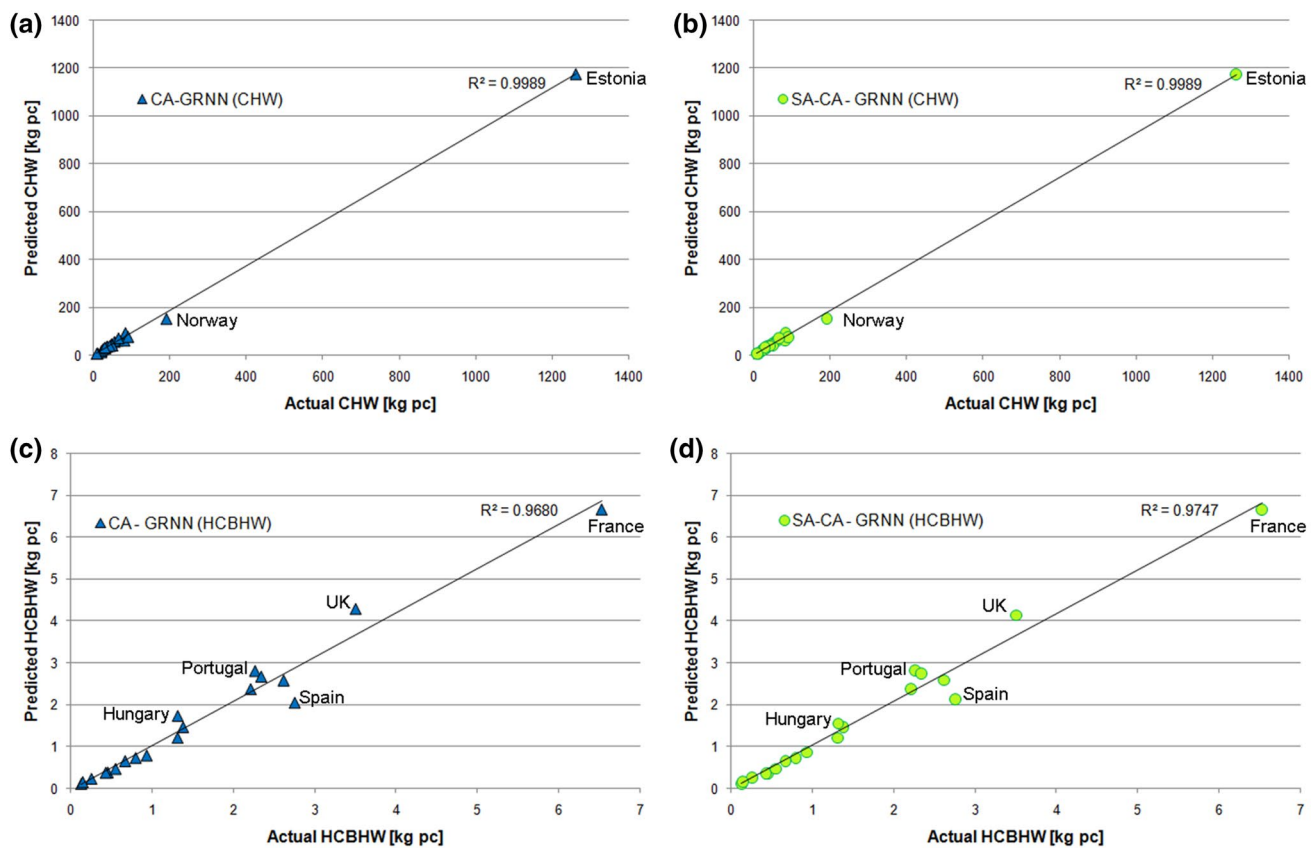 (a)
1400
1200
1000
800
600
400
200
0
Predicted CHW [kg pc]
CA-GRNN (CHW)
R² = 0.9989
Estonia
Norway
0 200 400 600 800 1000 1200 1400
Actual CHW [kg pc]
(b)
1400
1200
1000
800
600
400
200
0
Predicted CHW [kg pc]
SA-CA - GRNN (CHW)
R² = 0.9989
Estonia
Norway
0 200 400 600 800 1000 1200 1400
Actual CHW [kg pc]
(c)
8
7
6
5
4
3
2
1
0
Predicted HCBHW [kg pc]
CA - GRNN (HCBHW)
R² = 0.9680
France
UK
Portugal
Spain
Hungary
0 1 2 3 4 5 6 7
Actual HCBHW [kg pc]
(d)
8
7
6
5
4
3
2
1
0
Predicted HCBHW [kg pc]
SA-CA - GRNN (HCBHW)
R² = 0.9747
France
UK
Portugal
Spain
Hungary
0 1 2 3 4 5 6 7
Actual HCBHW [kg pc]